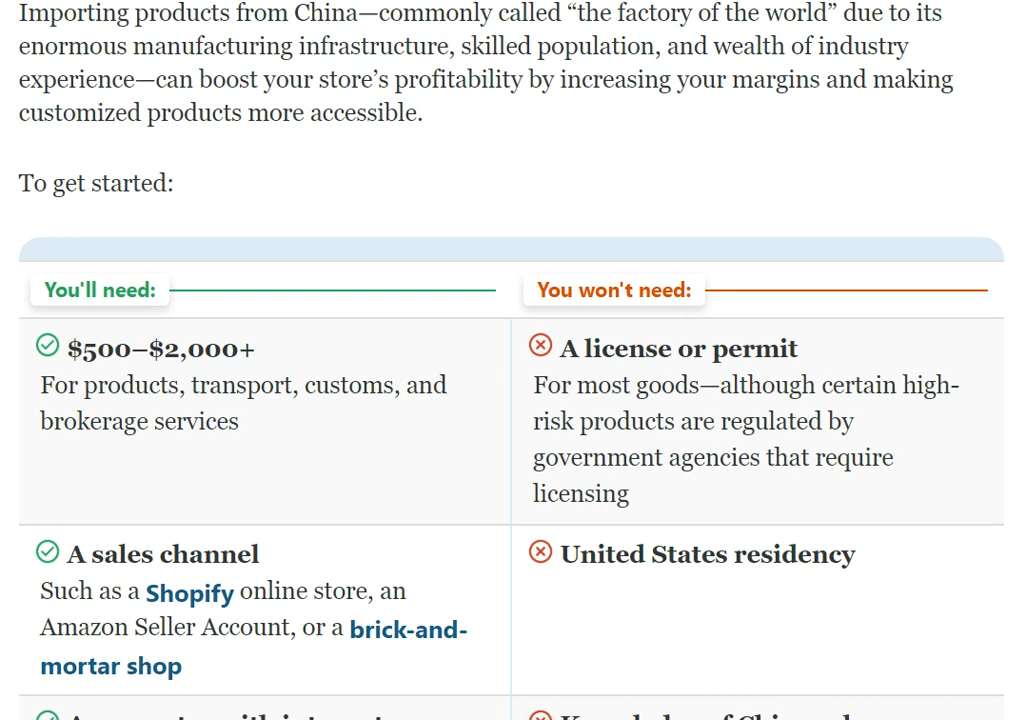 Importing products from China—commonly called “the factory of the world” due to its
enormous manufacturing infrastructure, skilled population, and wealth of industry
experience—can boost your store’s profitability by increasing your margins and making
customized products more accessible.
To get started:
You'll need:
You won't need:
$500–$2,000+
For products, transport, customs, and
brokerage services
A license or permit
For most goods—although certain high-
risk products are regulated by
government agencies that require
licensing
A sales channel
Such as a Shopify online store, an
Amazon Seller Account, or a brick-and-
mortar shop
United States residency